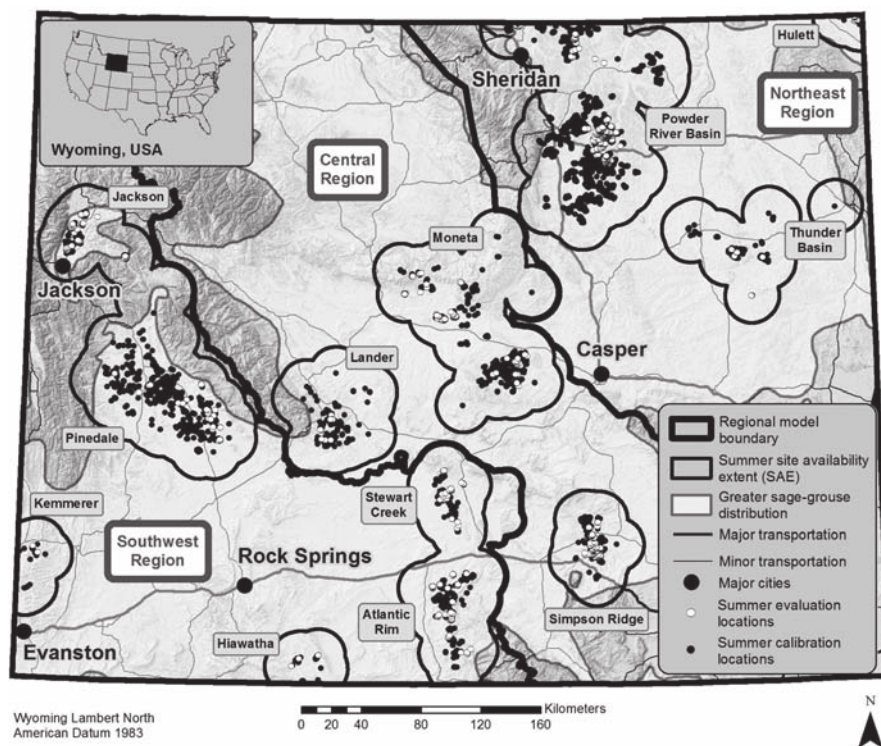 Wyoming, USA
Sheridan
Hulett
Northeast
Region
Powder
River Basin
Central
Region
Jackson
Jackson
Moneta
Thunder
Basin
Casper
Lander
Pinedale
Kemmerer
Stewart
Creek
Southwest
Region
Rock Springs
Atlantic
Rim
Simpson Ridge
Hiawatha
Evanston
Regional model
boundary
Summer site availability
extent (SAE)
Greater sage-grouse
distribution
Major transportation
Minor transportation
Major cities
Summer evaluation
locations
Summer calibration
locations
Wyoming Lambert North
American Datum 1983
Kilometers
0 20 40 80 120 160
N